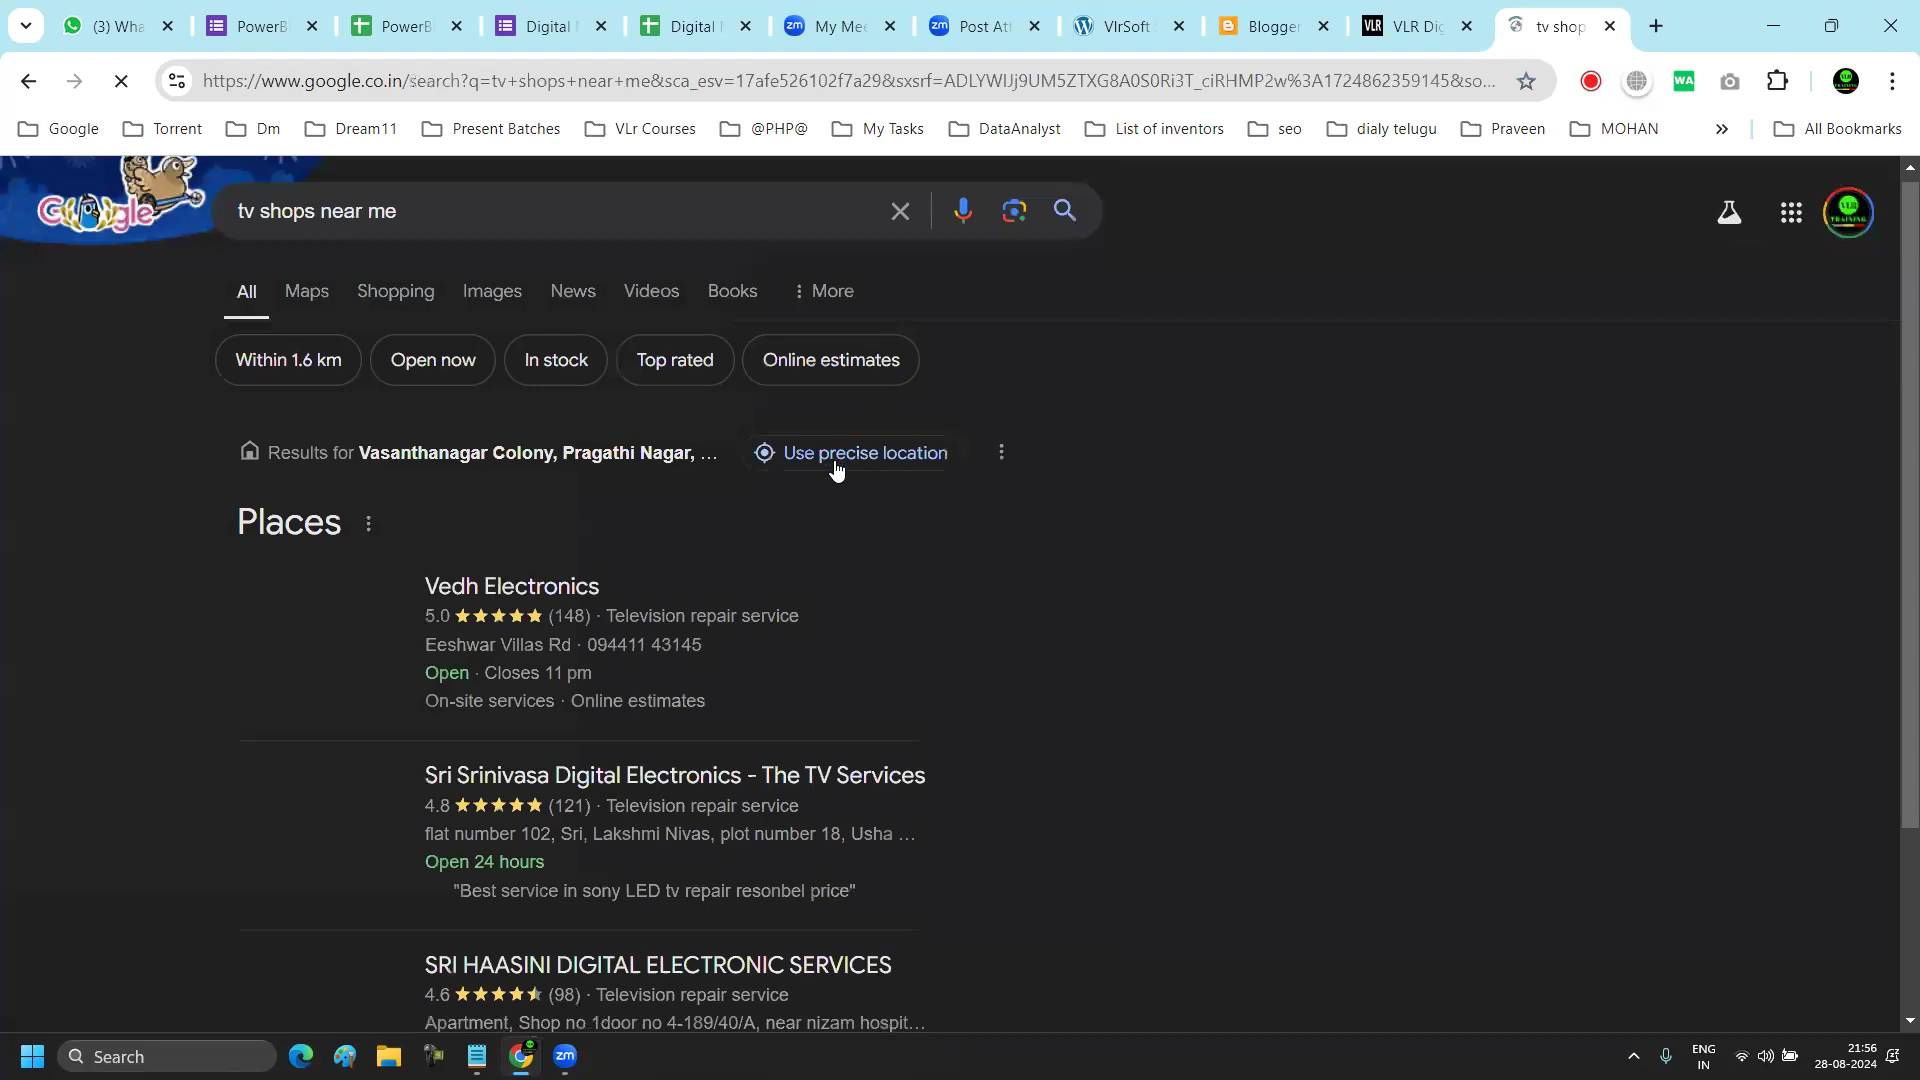 (3) Wha
PowerB
PowerB
Digital
Digital
My Mee
Post Att
VlrSoft
Blogger
VLR Dig
tv shop
https://www.google.co.in/search?q=tv+shops+near+me&sca_esv=17afe526102f7a29&sxsrf=ADLYWIJj9UM5ZTXG8A0S0Ri3T_ciRHMP2w%3A1724862359145&so...
Google
Torrent
Dm
Dream11
Present Batches
VLr Courses
@PHP@
My Tasks
DataAnalyst
List of inventors
seo
dialy telugu
Praveen
MOHAN
All Bookmarks
Google
tv shops near me
All
Maps
Shopping
Images
News
Videos
Books
More
Within 1.6 km
Open now
In stock
Top rated
Online estimates
Results for Vasanthanagar Colony, Pragathi Nagar, ...
Use precise location
Places
Vedh Electronics
5.0 (148) · Television repair service
Eeshwar Villas Rd · 094411 43145
Open · Closes 11 pm
On-site services · Online estimates
Sri Srinivasa Digital Electronics - The TV Services
4.8 (121) · Television repair service
flat number 102, Sri, Lakshmi Nivas, plot number 18, Usha ...
Open 24 hours
"Best service in sony LED tv repair resonbel price"
SRI HAASINI DIGITAL ELECTRONIC SERVICES
4.6 (98) · Television repair service
Apartment, Shop no 1door no 4-189/40/A, near nizam hospit...
Search
ENG
IN
21:56
28-08-2024